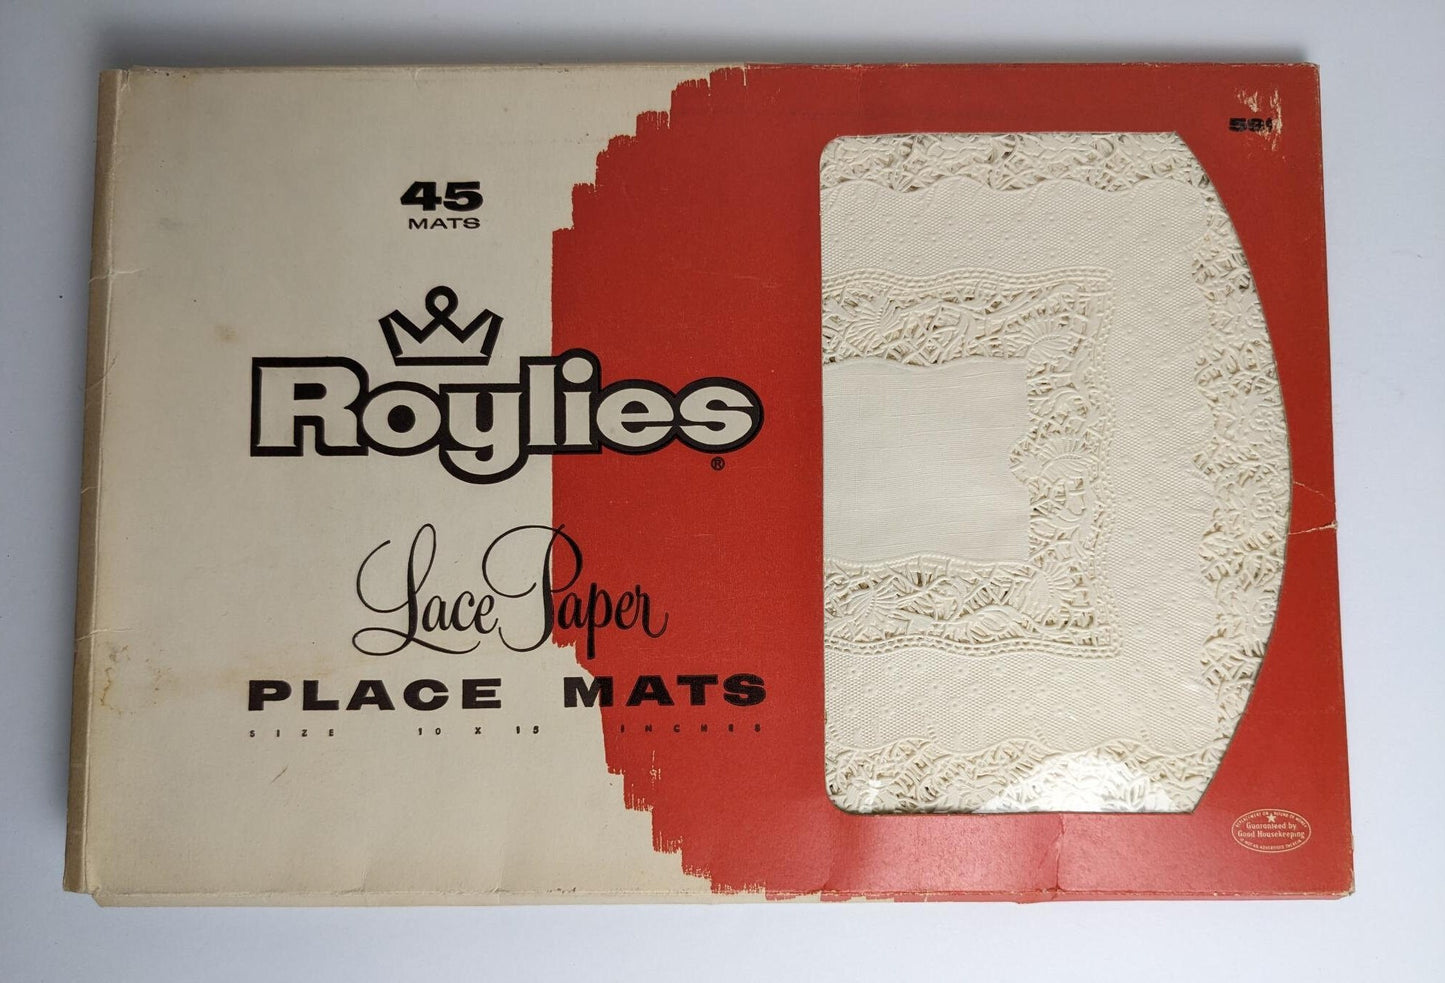 45
MATS
Roylies
®
Lace Paper
PLACE MATS
SIZE 10 X 15 INCHES
Guaranteed by
Good Housekeeping